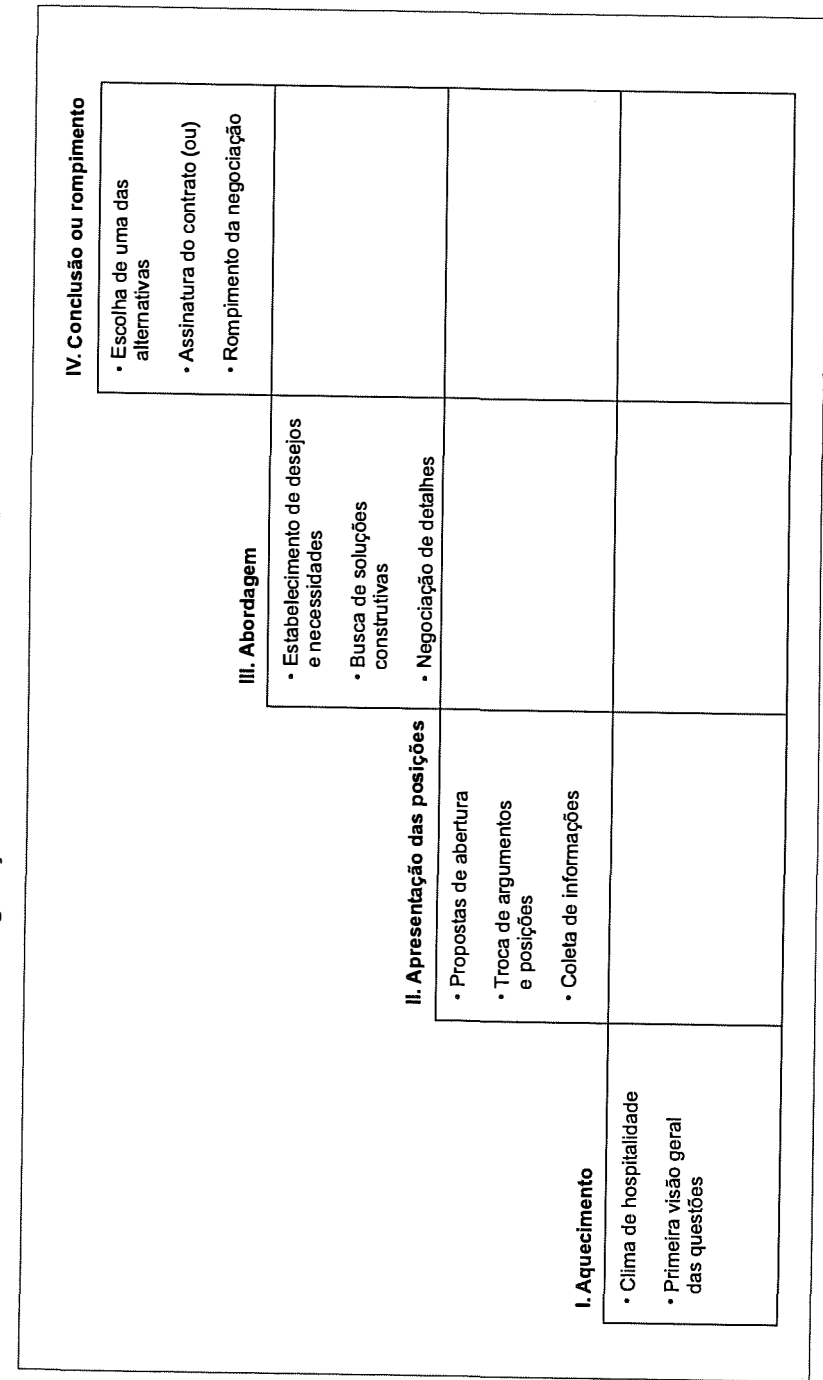 I. Aquecimento
• Clima de hospitalidade
• Primeira visão geral
das questões
II. Apresentação das posições
• Propostas de abertura
• Troca de argumentos
e posições
• Coleta de informações
III. Abordagem
• Estabelecimento de desejos
e necessidades
• Busca de soluções
construtivas
• Negociação de detalhes
IV. Conclusão ou rompimento
• Escolha de uma das
alternativas
• Assinatura do contrato (ou)
• Rompimento da negociação